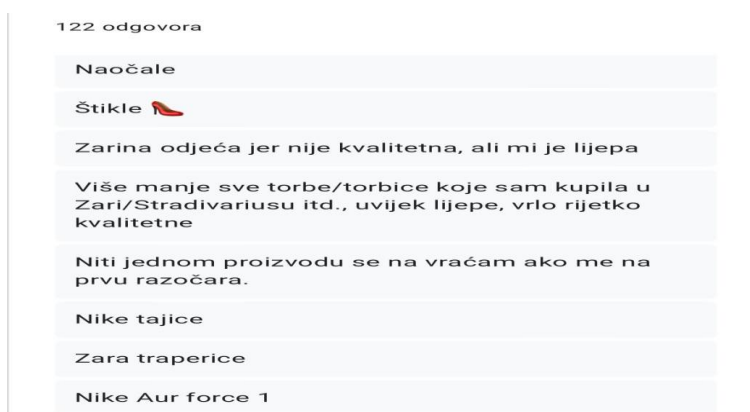 122 odgovora
Naočale
Štikle 👠
Zarina odjeća jer nije kvalitetna, ali mi je lijepa
Više manje sve torbe/torbice koje sam kupila u
Zari/Stradivariusu itd., uvijek lijepe, vrlo rijetko
kvalitetne
Niti jednom proizvodu se na vraćam ako me na
prvu razočara.
Nike tajice
Zara traperice
Nike Aur force 1